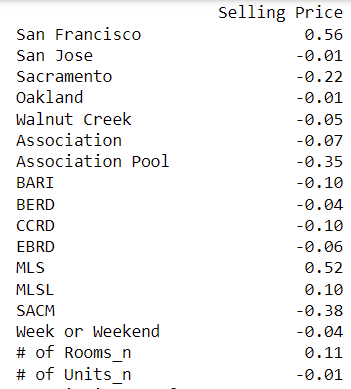 Selling Price
San Francisco 0.56
San Jose -0.01
Sacramento -0.22
Oakland -0.01
Walnut Creek -0.05
Association -0.07
Association Pool -0.35
BARI -0.10
BERD -0.04
CCRD -0.10
EBRD -0.06
MLS 0.52
MLSL 0.10
SACM -0.38
Week or Weekend -0.04
# of Rooms_n 0.11
# of Units_n -0.01